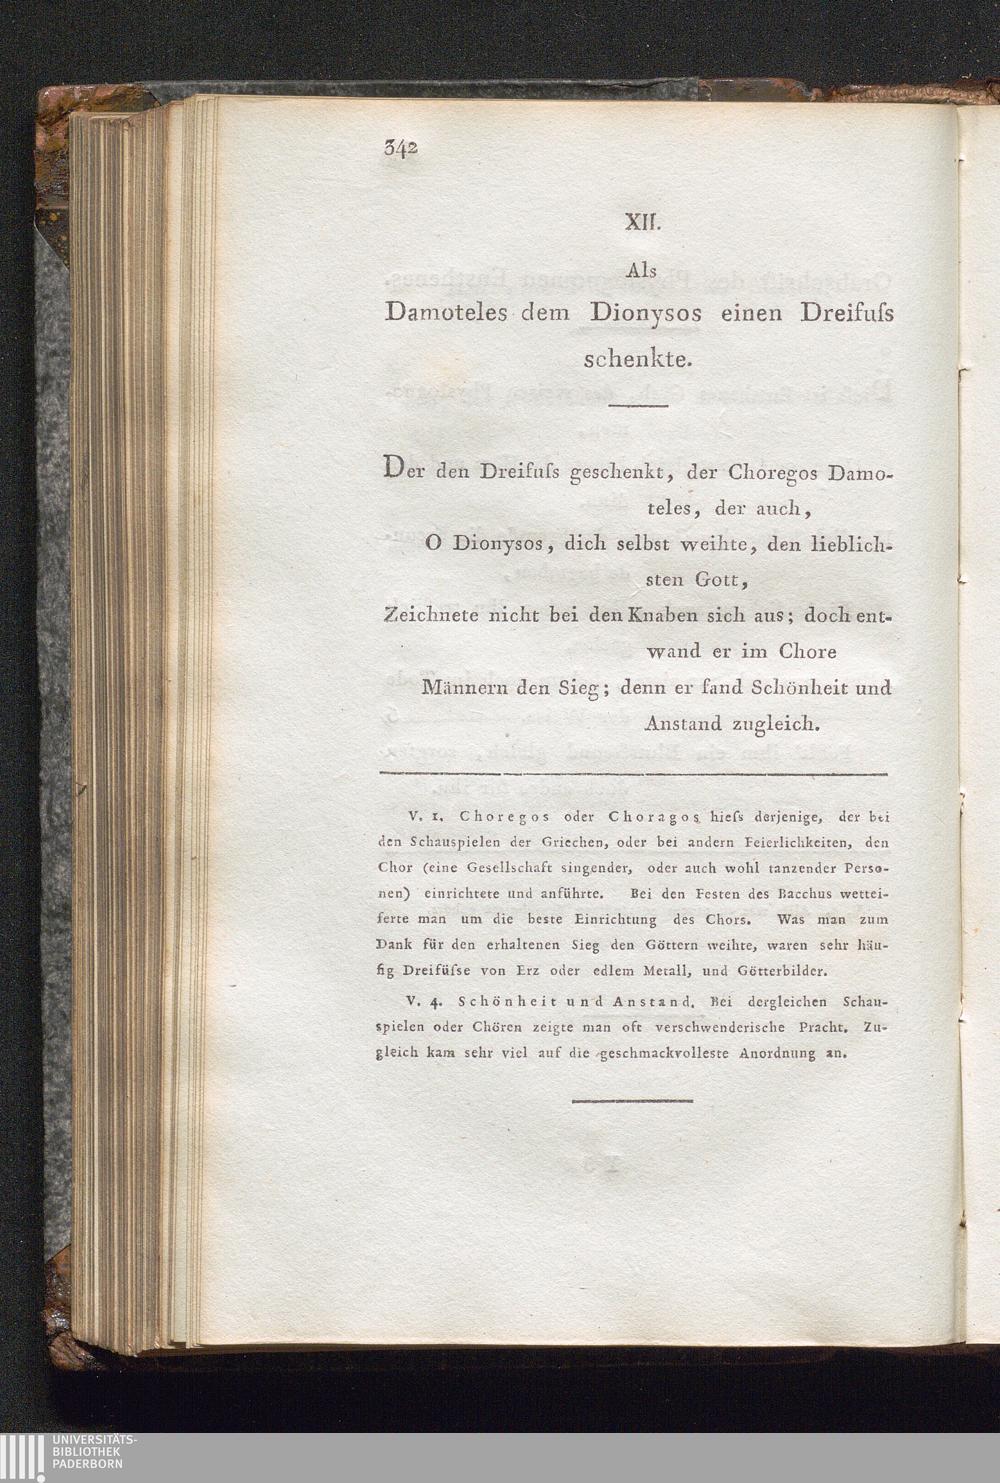 342
XII.
Als
Damoteles dem Dionysos einen Dreifuſs
schenkte.
Der den Dreifuſs geschenkt, der Choregos Damo-
teles, der auch,
O Dionysos, dich selbst weihte, den lieblich-
sten Gott,
Zeichnete nicht bei den Knaben sich aus; doch ent-
wand er im Chore
Männern den Sieg; denn er fand Schönheit und
Anstand zugleich.
V. 1. Choregos oder Choragos hieſs derjenige, der bei
den Schauspielen der Griechen, oder bei andern Feierlichkeiten, den
Chor (eine Gesellschaft singender, oder auch wohl tanzender Perso-
nen) einrichtete und anführte. Bei den Festen des Bacchus wettei-
ferte man um die beste Einrichtung des Chors. Was man zum
Dank für den erhaltenen Sieg den Göttern weihte, waren sehr häu-
fig Dreifüſse von Erz oder edlem Metall, und Götterbilder.
V. 4. Schönheit und Anstand. Bei dergleichen Schau-
spielen oder Chören zeigte man oft verschwenderische Pracht. Zu-
gleich kam sehr viel auf die geschmackvolleste Anordnung an.
UNIVERSITÄTS-
BIBLIOTHEK
PADERBORN